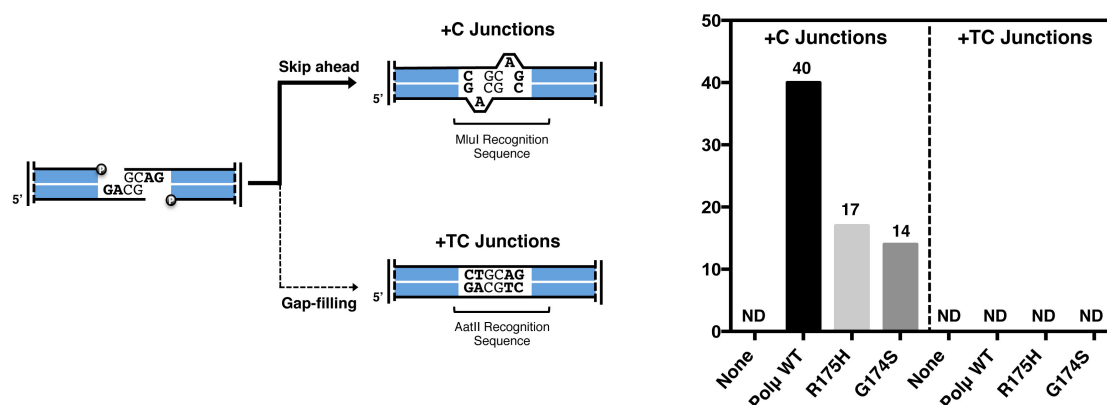 +C Junctions
Skip ahead
A
C GC G
G CG C
A
5'
MluI Recognition
Sequence
P
GCAG
GACG
P
5'
+TC Junctions
CTGCAG
GACGTC
5'
Gap-filling
AatII Recognition
Sequence
50
40
30
20
10
0
+C Junctions
+TC Junctions
ND
40
17
14
ND
ND
ND
ND
None
Polμ WT
R175H
G174S
None
Polμ WT
R175H
G174S